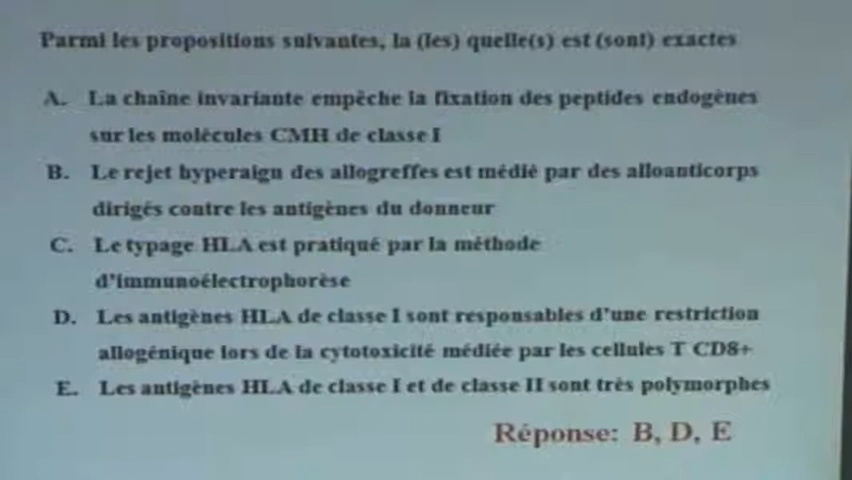 Parmi les propositions suivantes, la (les) quelle(s) est (sont) exactes
A. La chaîne invariante empêche la fixation des peptides endogènes
sur les molécules CMH de classe I
B. Le rejet hyperaigu des allogreffes est médié par des alloanticorps
dirigés contre les antigènes du donneur
C. Le typage HLA est pratiqué par la méthode
d'immunoélectrophorèse
D. Les antigènes HLA de classe I sont responsables d'une restriction
allogénique lors de la cytotoxicité médiée par les cellules T CD8+
E. Les antigènes HLA de classe I et de classe II sont très polymorphes
Réponse: B, D, E